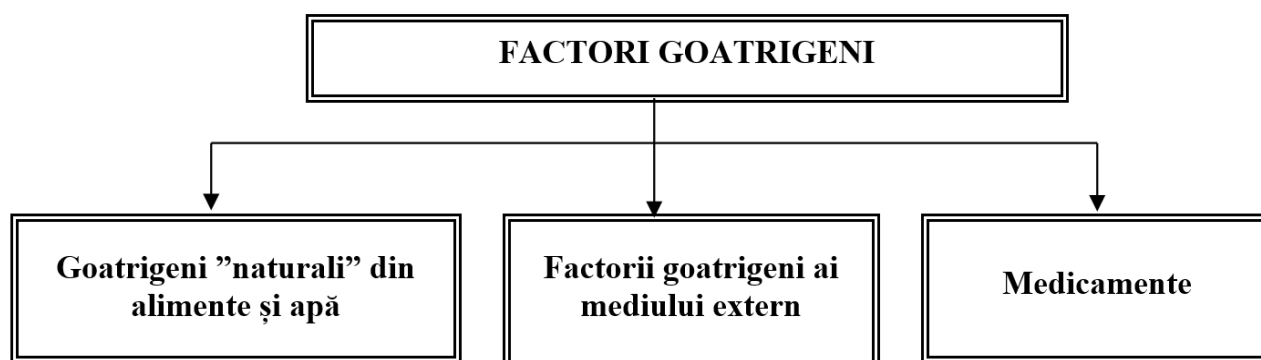 FACTORI GOATRIGENI
Goatrigeni ”naturali” din
alimente și apă
Factorii goatrigeni ai
mediului extern
Medicamente